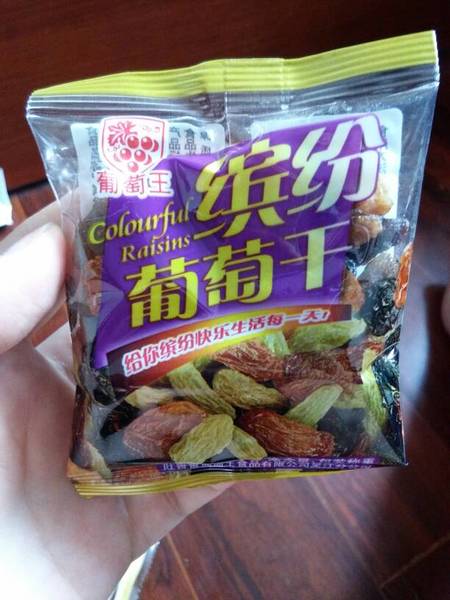 葡萄王
Colourful
Raisins
缤纷
葡萄干
给你缤纷快乐生活每一天!